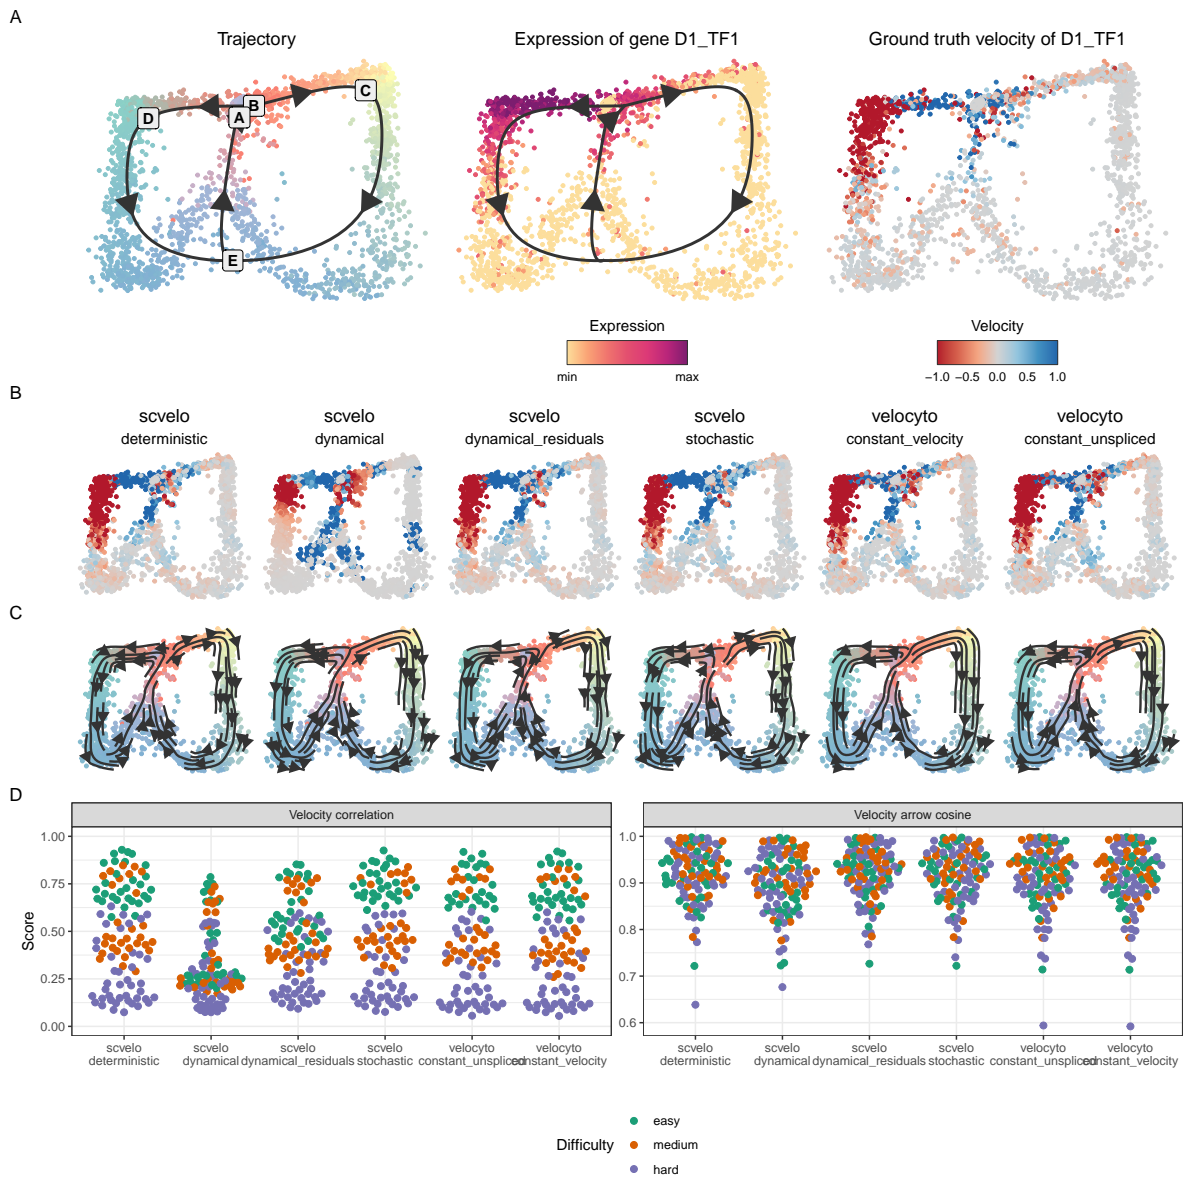 A
Trajectory
Expression of gene D1_TF1
Ground truth velocity of D1_TF1
D
B
A
C
E
Expression
min
max
Velocity
−1.0
−0.5
0.0
0.5
1.0
B
scvelo
deterministic
scvelo
dynamical
scvelo
dynamical_residuals
scvelo
stochastic
velocyto
constant_velocity
velocyto
constant_unspliced
C
D
Velocity correlation
Velocity arrow cosine
Score
1.00
0.75
0.50
0.25
0.00
1.0
0.9
0.8
0.7
0.6
scvelo
deterministic
scvelo
dynamical
scvelo
dynamical_residuals
scvelo
stochastic
velocyto
constant_unspliced
velocyto
constant_velocity
scvelo
deterministic
scvelo
dynamical
scvelo
dynamical_residuals
scvelo
stochastic
velocyto
constant_unspliced
velocyto
constant_velocity
Difficulty
easy
medium
hard